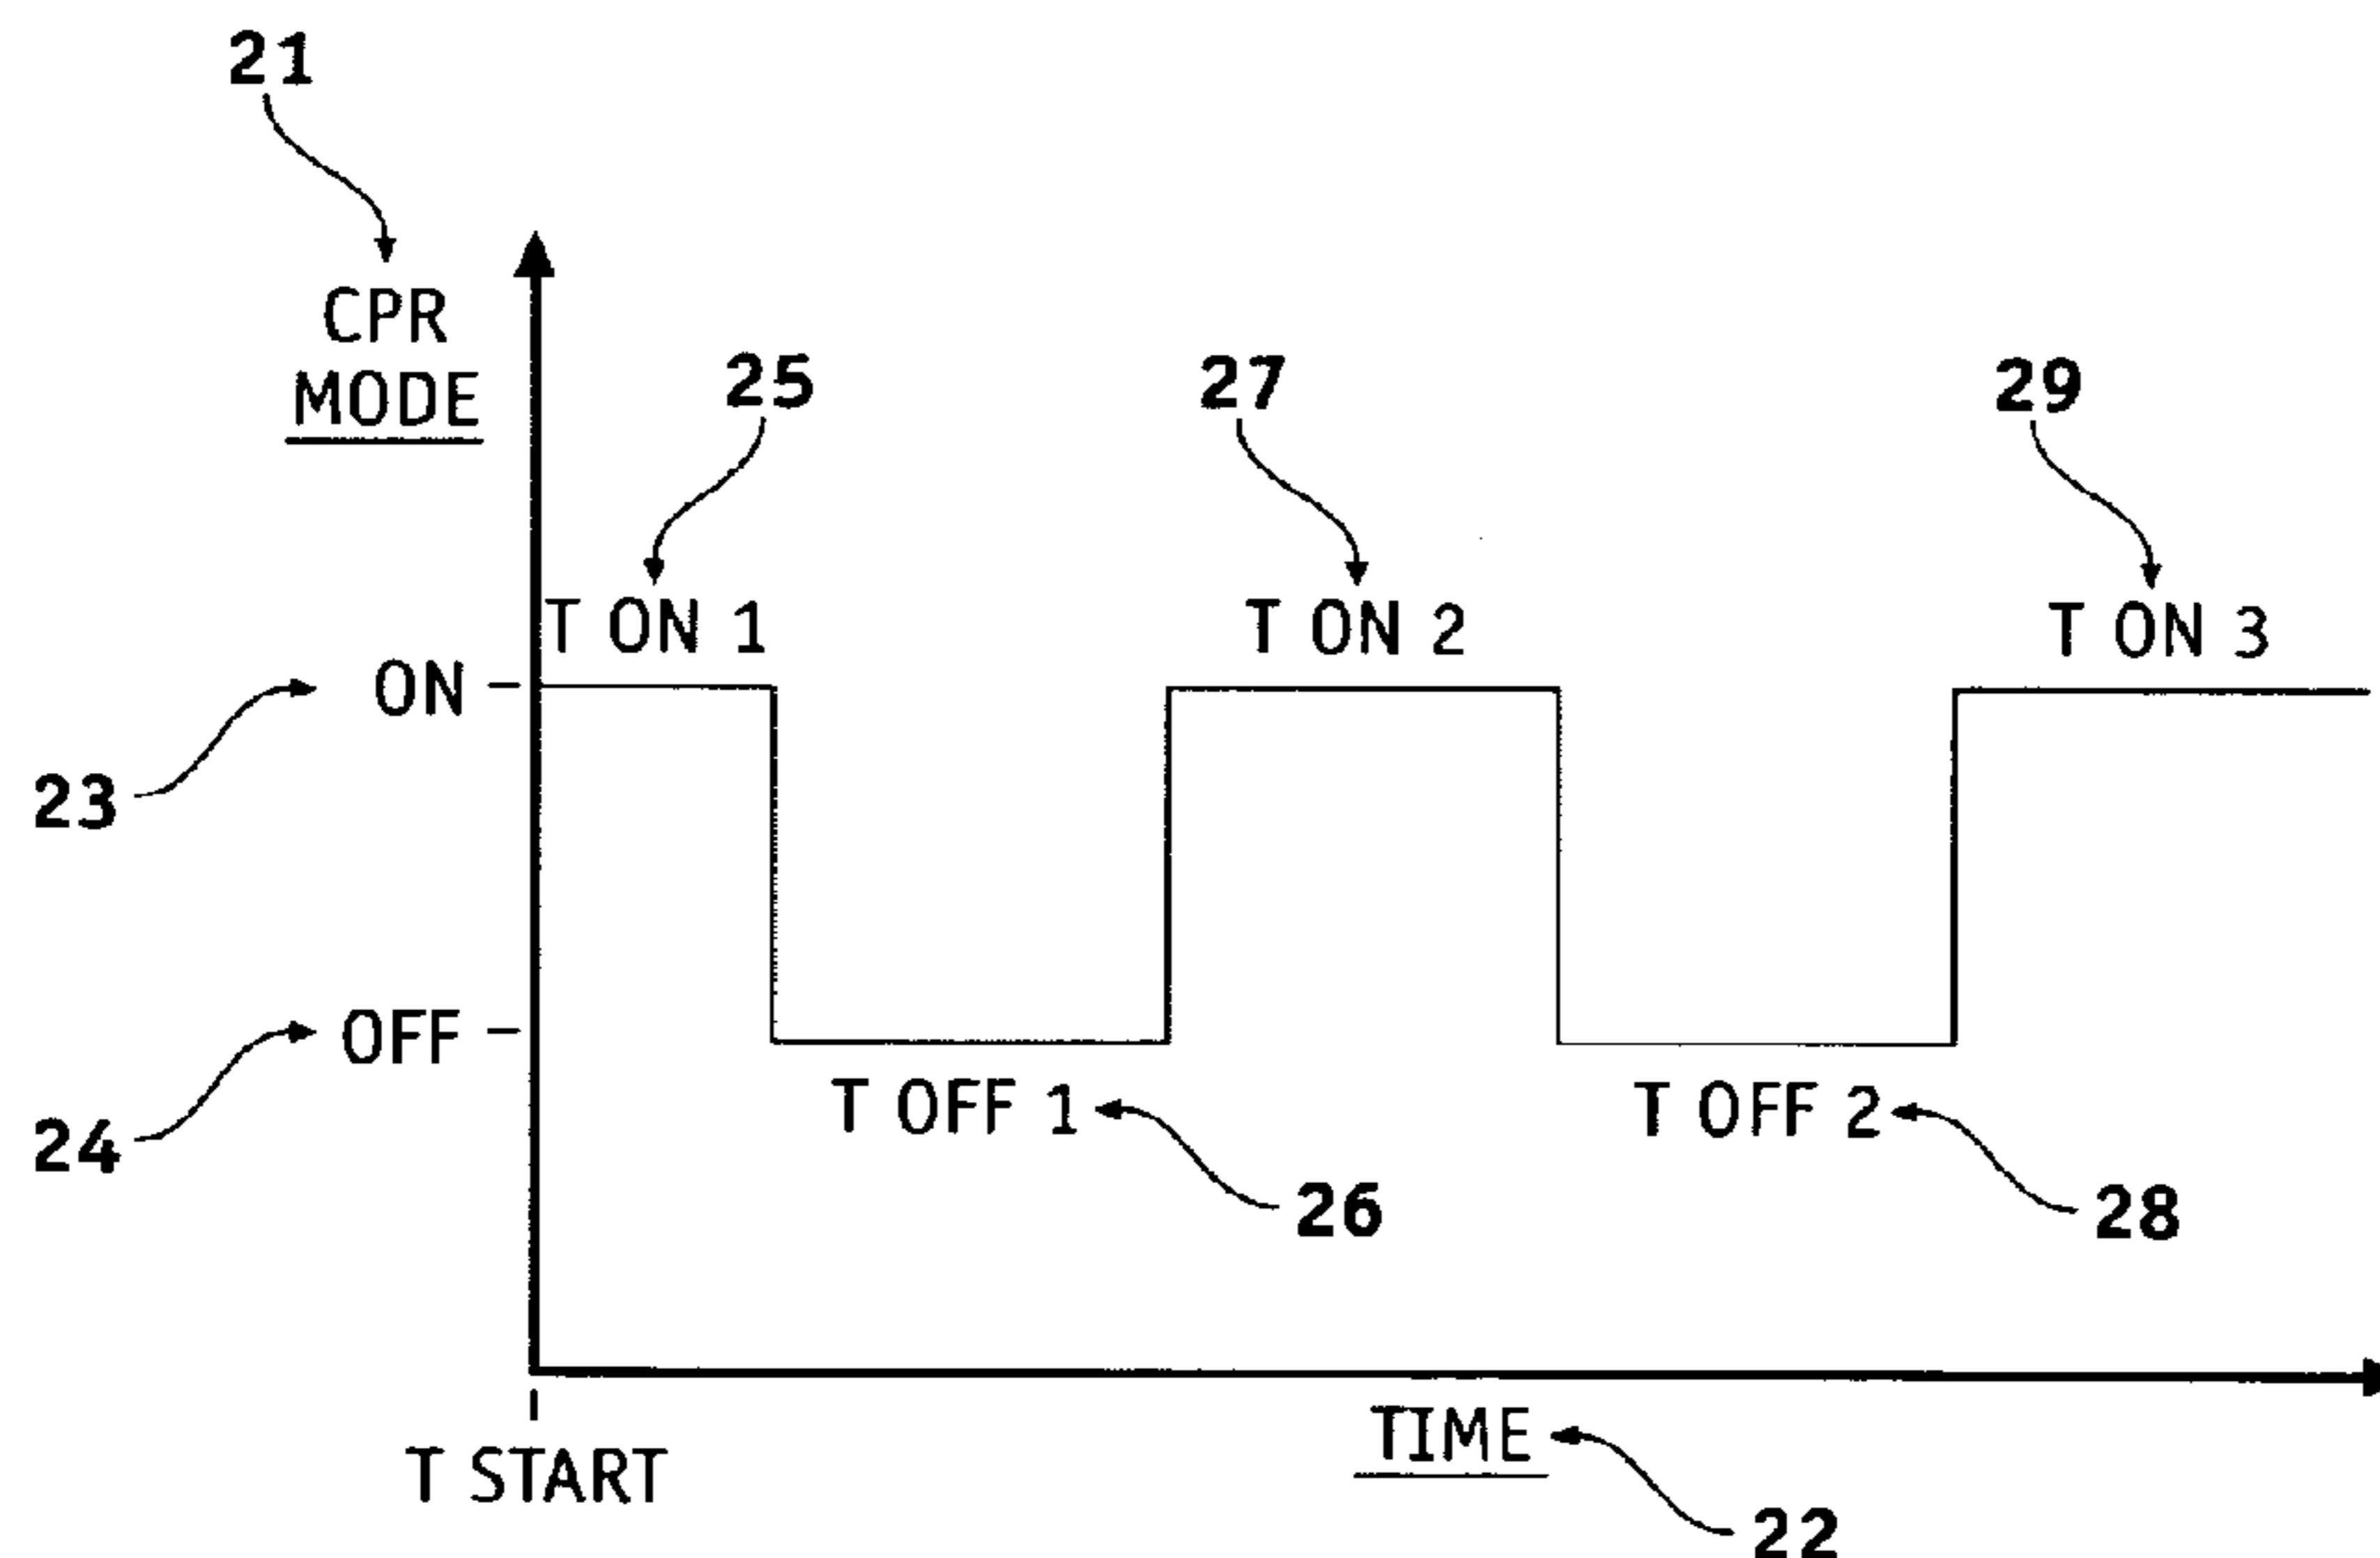 21
CPR
MODE
25
27
29
T ON 1
T ON 2
T ON 3
ON
23
OFF
24
T OFF 1
T OFF 2
26
28
T START
TIME
22